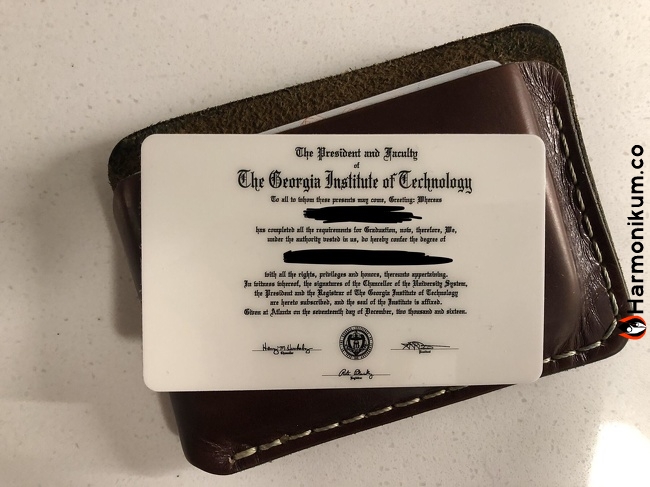 The President and Faculty
of
The Georgia Institute of Technology
To all to whom these presents may come, Greeting: Whereas
has completed all the requirements for Graduation, now, therefore, We,
under the authority vested in us, do hereby confer the degree of
with all the rights, privileges and honors, thereunto appertaining.
In witness whereof, the signatures of the Chancellor of the University System,
the President and the Registrar of The Georgia Institute of Technology
are hereto subscribed, and the seal of the Institute is affixed.
Given at Atlanta on the seventeenth day of December, two thousand and sixteen.
Chancellor
President
Registrar
Harmonikum.co